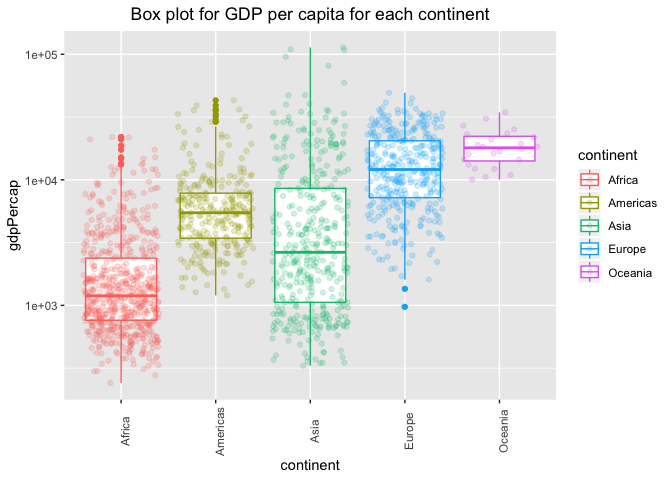 Box plot for GDP per capita for each continent
gdpPercap
1e+05
1e+04
1e+03
Africa
Americas
Asia
Europe
Oceania
continent
continent
Africa
Americas
Asia
Europe
Oceania